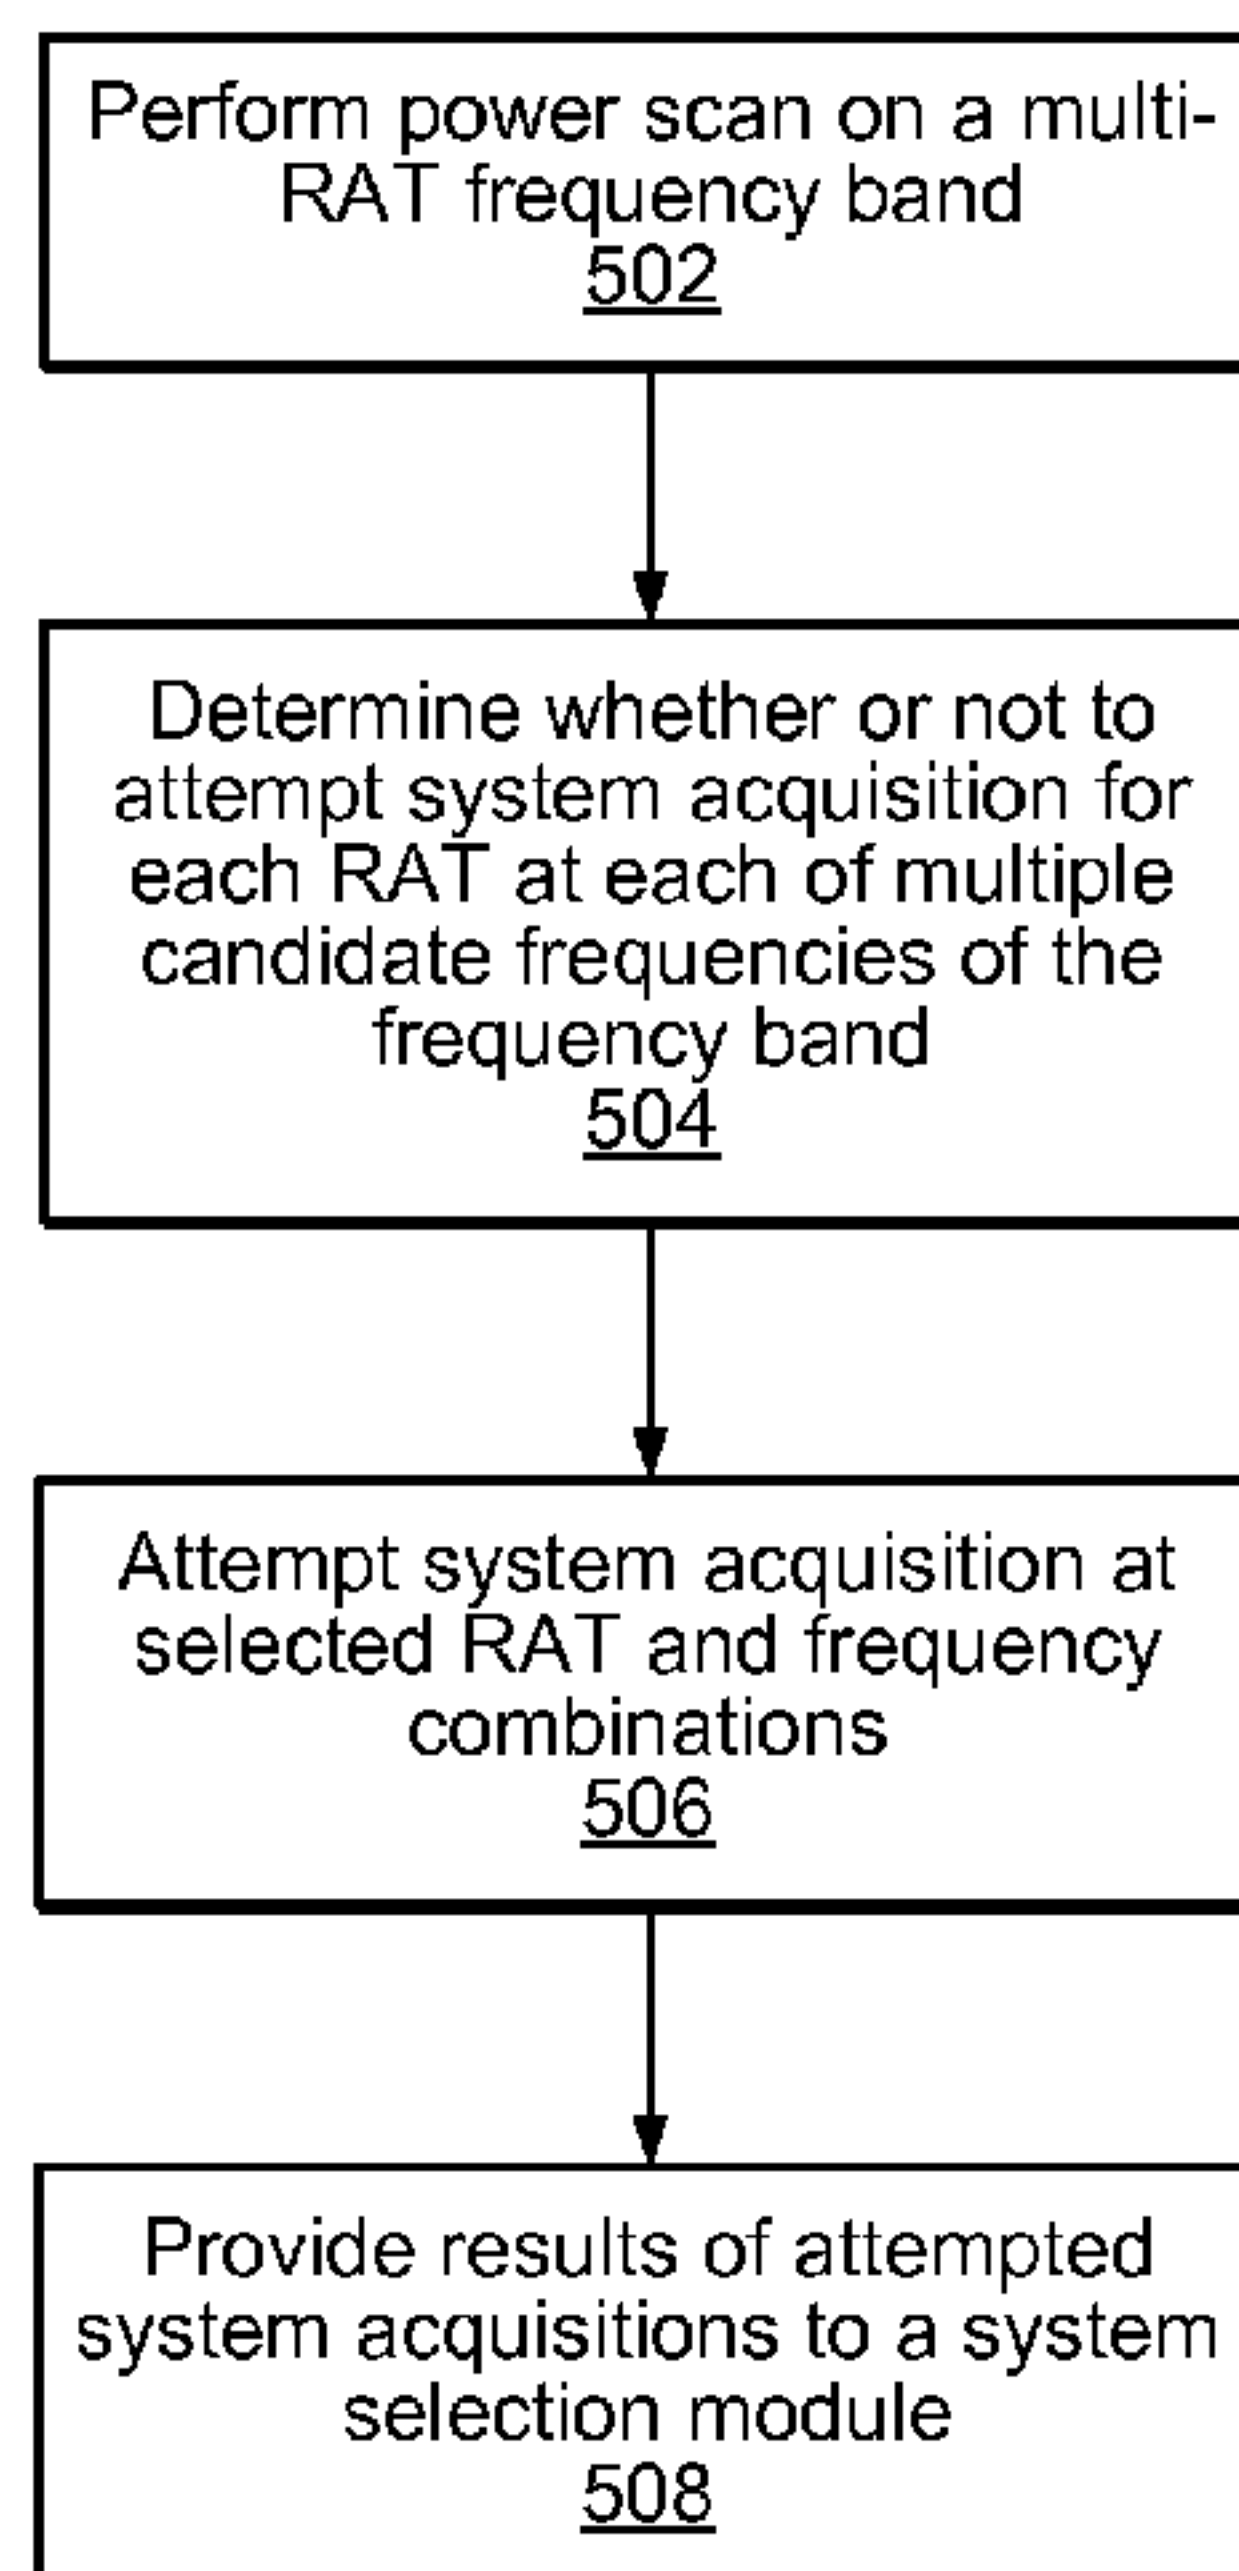 Perform power scan on a multi-
RAT frequency band
502
Determine whether or not to
attempt system acquisition for
each RAT at each of multiple
candidate frequencies of the
frequency band
504
Attempt system acquisition at
selected RAT and frequency
combinations
506
Provide results of attempted
system acquisitions to a system
selection module
508